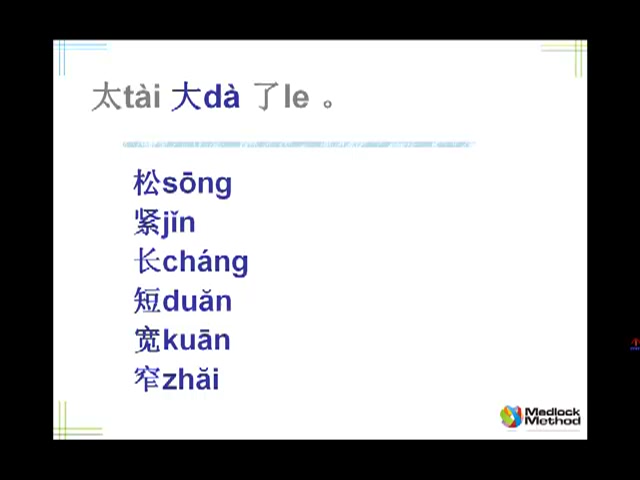 太tài 大dà 了le 。
松sōng
紧jǐn
长cháng
短duǎn
宽kuān
窄zhǎi
Medlock
Method